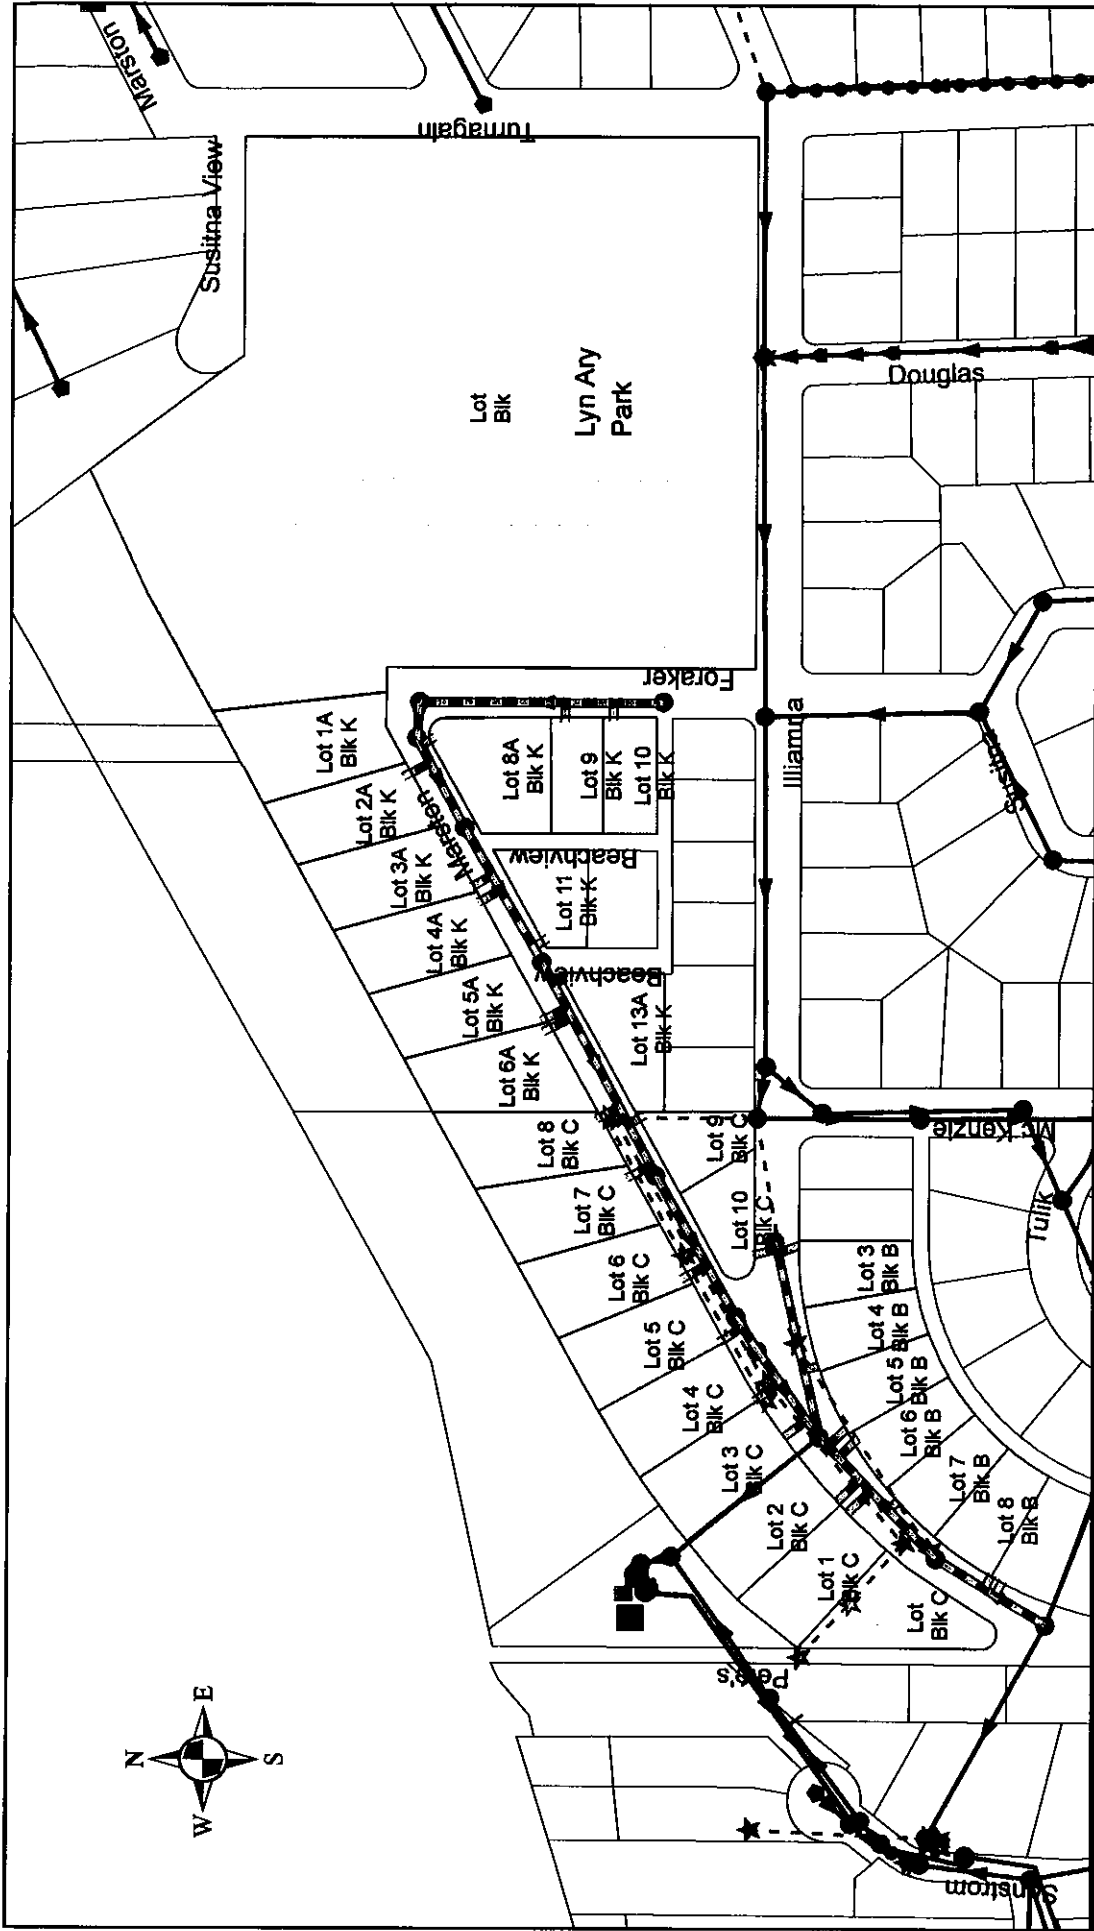 Marston
Susitna View
Turnagain
Lot
Blk
Lyn Ary
Park
Douglas
Foraker
Illiamna
Susitna
Lot 1A
Blk K
Lot 2A
Blk K
Lot 3A
Blk K
Lot 4A
Blk K
Lot 5A
Blk K
Lot 6A
Blk K
Marston
Lot 8A
Blk K
Lot 9
Blk K
Lot 10
Blk K
Beachview
Lot 11
Blk K
Beachview
Lot 13A
Blk K
Lot 8
Blk C
Lot 7
Blk C
Lot 6
Blk C
Lot 5
Blk C
Lot 4
Blk C
Lot 3
Blk C
Lot 2
Blk C
Lot 1
Blk C
Lot
Blk C
Lot 9
Blk C
Lot 10
Blk C
Mc Kenzie
Tulik
Lot 3
Blk B
Lot 4
Blk B
Lot 5
Blk B
Lot 6
Blk B
Lot 7
Blk B
Lot 8
Blk B
Pete's
N
W
E
S